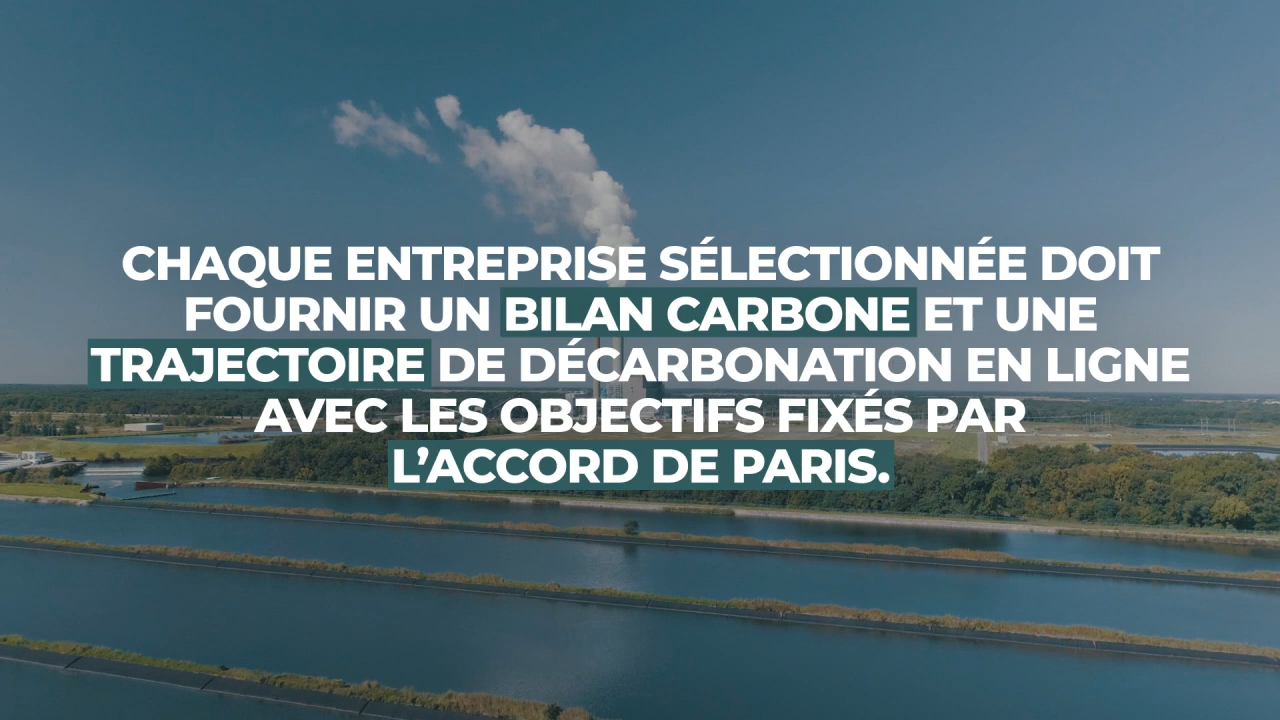 CHAQUE ENTREPRISE SÉLECTIONNÉE DOIT
FOURNIR UN BILAN CARBONE ET UNE
TRAJECTOIRE DE DÉCARBONATION EN LIGNE
AVEC LES OBJECTIFS FIXÉS PAR
L’ACCORD DE PARIS.